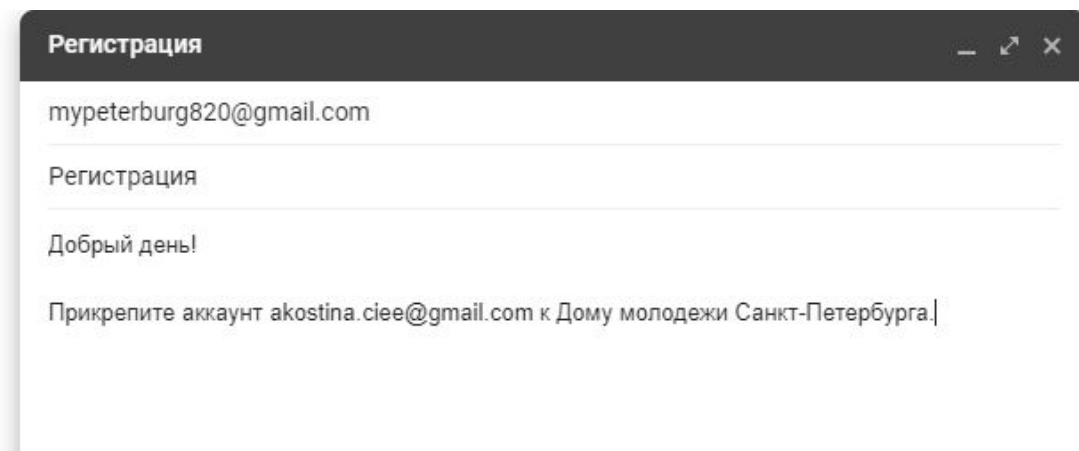 Регистрация
mypeterburg820@gmail.com
Регистрация
Добрый день!
Прикрепите аккаунт akostina.ciee@gmail.com к Дому молодежи Санкт-Петербурга.